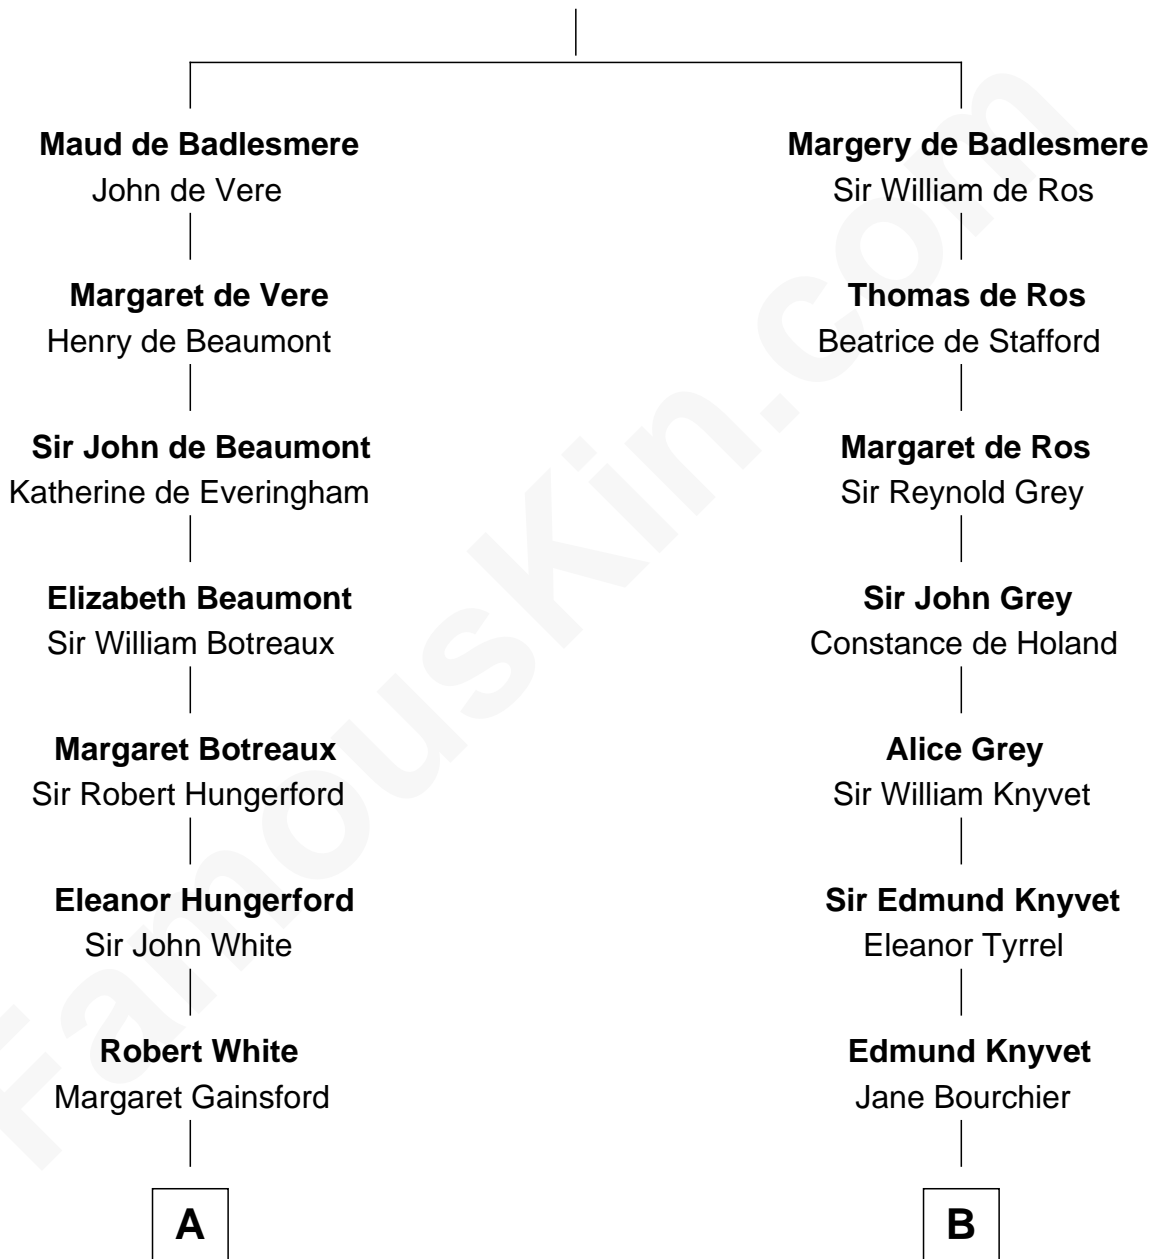 Maud de Badlesmere
John de Vere
Margaret de Vere
Henry de Beaumont
Sir John de Beaumont
Katherine de Everingham
Elizabeth Beaumont
Sir William Botreaux
Margaret Botreaux
Sir Robert Hungerford
Eleanor Hungerford
Sir John White
Robert White
Margaret Gainsford
A
Margery de Badlesmere
Sir William de Ros
Thomas de Ros
Beatrice de Stafford
Margaret de Ros
Sir Reynold Grey
Sir John Grey
Constance de Holand
Alice Grey
Sir William Knyvet
Sir Edmund Knyvet
Eleanor Tyrrel
Edmund Knyvet
Jane Bourchier
B
FamousKin.com